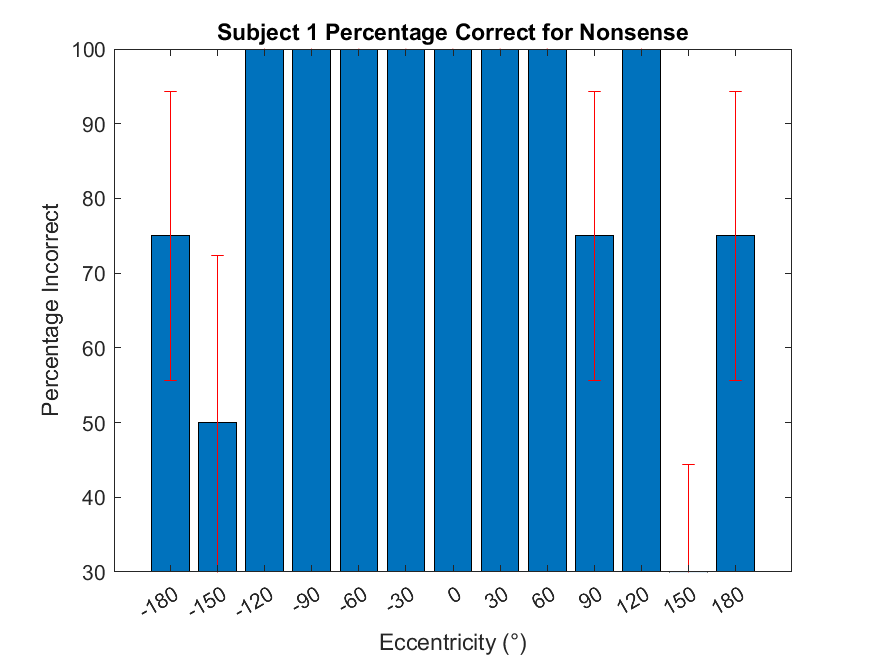 Subject 1 Percentage Correct for Nonsense
100
90
80
70
60
50
40
30
Percentage Incorrect
-180 -150 -120 -90 -60 -30 0 30 60 90 120 150 180
Eccentricity (°)